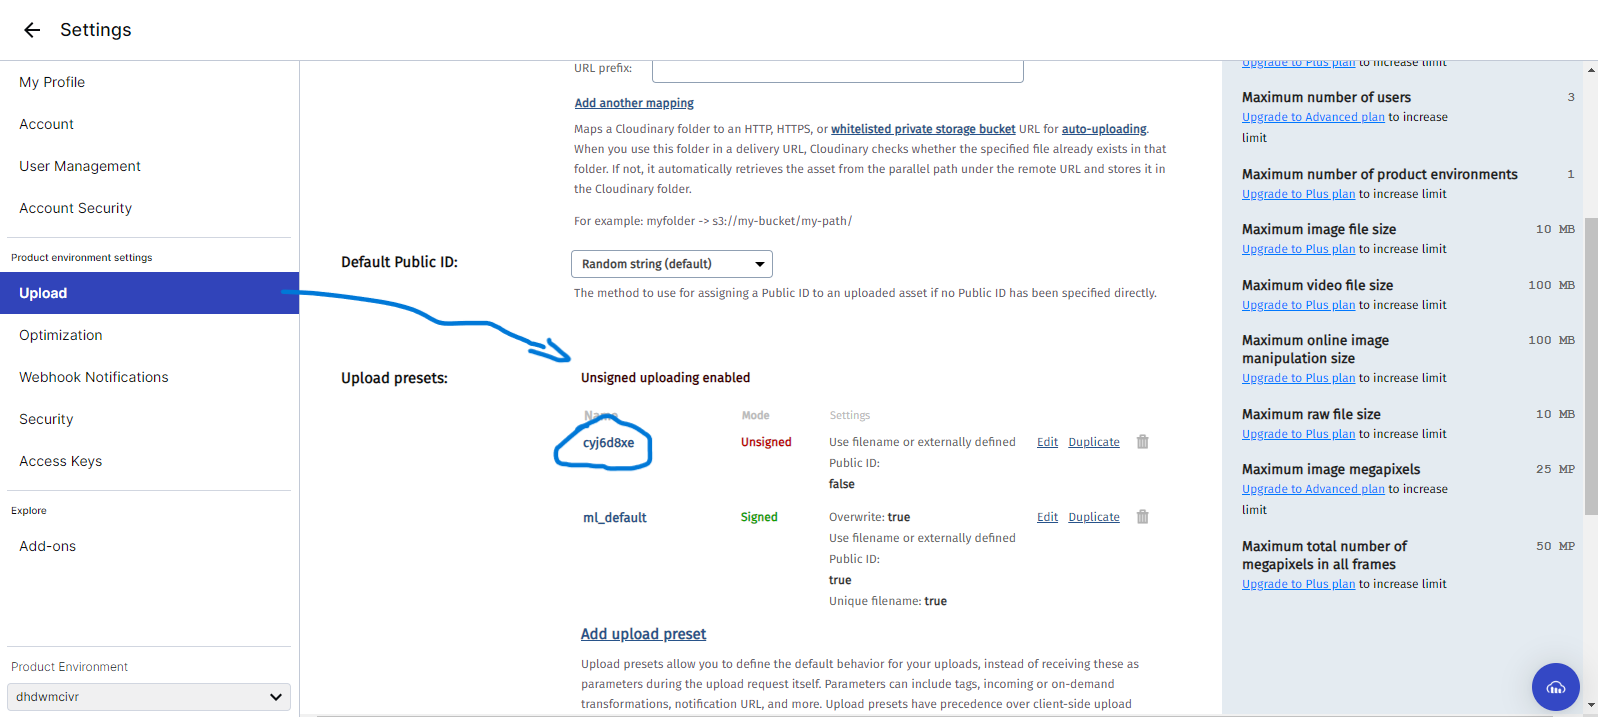 Settings
My Profile
Account
User Management
Account Security
Product environment settings
Upload
Optimization
Webhook Notifications
Security
Access Keys
Explore
Add-ons
Product Environment
dhdwmcivr
URL prefix:
Add another mapping
Maps a Cloudinary folder to an HTTP, HTTPS, or whitelisted private storage bucket URL for auto-uploading.
When you use this folder in a delivery URL, Cloudinary checks whether the specified file already exists in that
folder. If not, it automatically retrieves the asset from the parallel path under the remote URL and stores it in
the Cloudinary folder.
For example: myfolder -> s3://my-bucket/my-path/
Default Public ID:
Random string (default)
The method to use for assigning a Public ID to an uploaded asset if no Public ID has been specified directly.
Upload presets:
Unsigned uploading enabled
Name Mode Settings
cyj6d8xe Unsigned Use filename or externally defined Edit Duplicate
Public ID:
false
ml_default Signed Overwrite: true Edit Duplicate
Use filename or externally defined
Public ID:
true
Unique filename: true
Add upload preset
Upload presets allow you to define the default behavior for your uploads, instead of receiving these as
parameters during the upload request itself. Parameters can include tags, incoming or on-demand
transformations, notification URL, and more. Upload presets have precedence over client-side upload
Upgrade to Plus plan to increase limit
Maximum number of users 3
Upgrade to Advanced plan to increase
limit
Maximum number of product environments 1
Upgrade to Plus plan to increase limit
Maximum image file size 10 MB
Upgrade to Plus plan to increase limit
Maximum video file size 100 MB
Upgrade to Plus plan to increase limit
Maximum online image 100 MB
manipulation size
Upgrade to Plus plan to increase limit
Maximum raw file size 10 MB
Upgrade to Plus plan to increase limit
Maximum image megapixels 25 MP
Upgrade to Advanced plan to increase
limit
Maximum total number of 50 MP
megapixels in all frames
Upgrade to Plus plan to increase limit